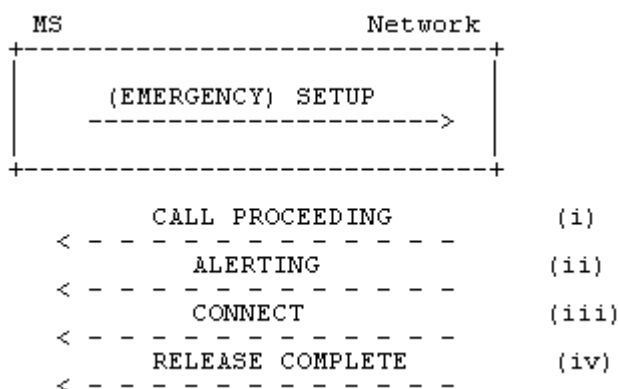 MS Network
(EMERGENCY) SETUP
CALL PROCEEDING (i)
ALERTING (ii)
CONNECT (iii)
RELEASE COMPLETE (iv)